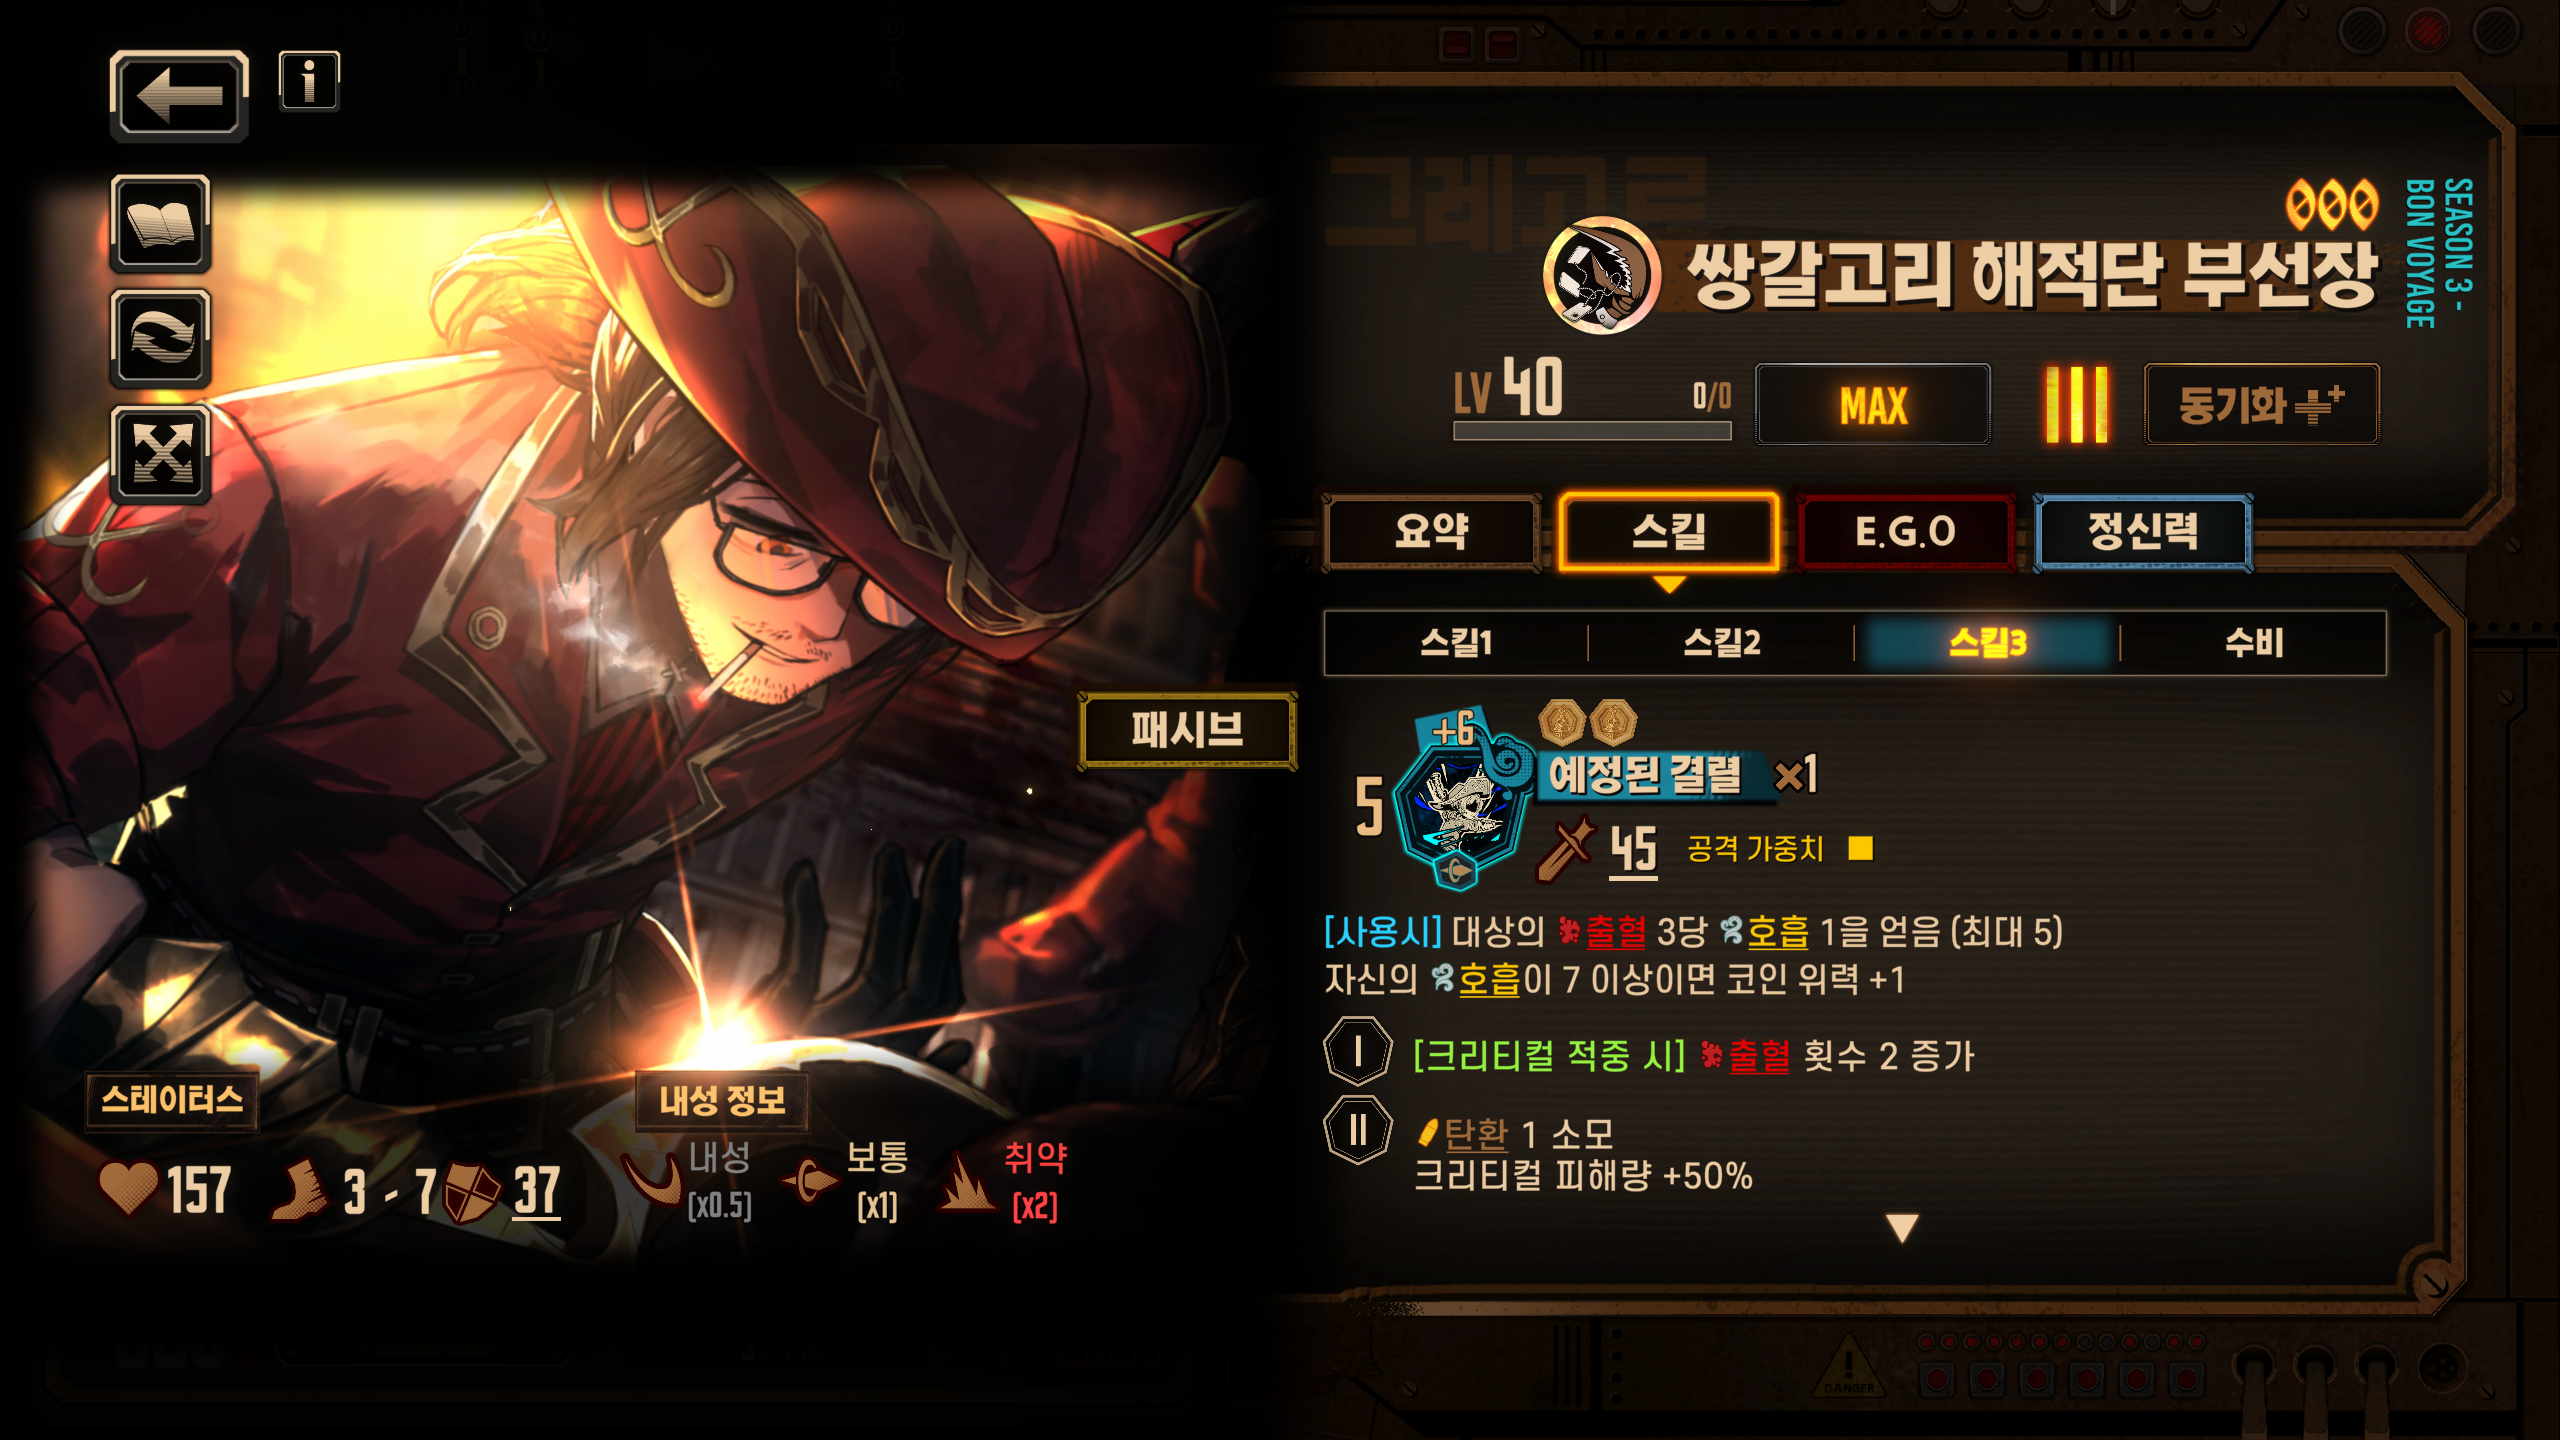 그레고르
쌍갈고리 해적단 부선장
SEASON 3 -
BON VOYAGE
LV 40
0/0
MAX
동기화
요약
스킬
E.G.O
정신력
스킬1
스킬2
스킬3
수비
패시브
+6
5
예정된 결렬 ×1
45
공격 가중치
[사용시] 대상의 출혈 3당 호흡 1을 얻음 (최대 5)
자신의 호흡이 7 이상이면 코인 위력 +1
I
[크리티컬 적중 시] 출혈 횟수 2 증가
II
탄환 1 소모
크리티컬 피해량 +50%
스테이터스
157
3 - 7
37
내성 정보
내성
(x0.5)
보통
(x1)
취약
(x2)
DANGER